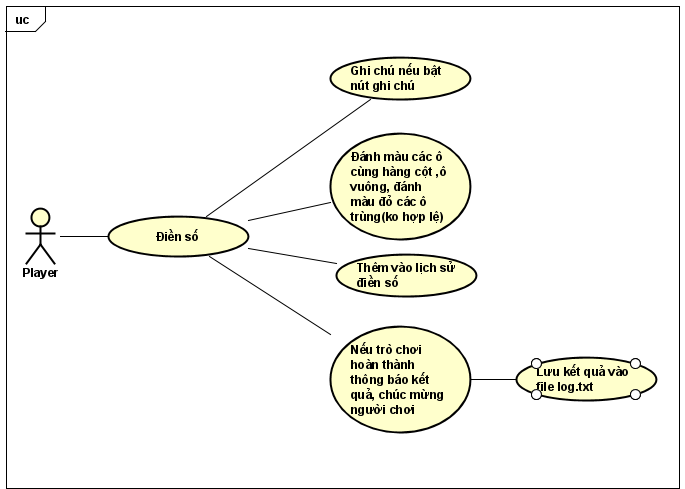 uc
Ghi chú nếu bật
nút ghi chú
Đánh màu các ô
cùng hàng cột ,ô
vuông, đánh
màu đỏ các ô
trùng(ko hợp lệ)
Player
Điền số
Thêm vào lịch sử
điền số
Nếu trò chơi
hoàn thành
thông báo kết
quả, chúc mừng
người chơi
Lưu kết quả vào
file log.txt